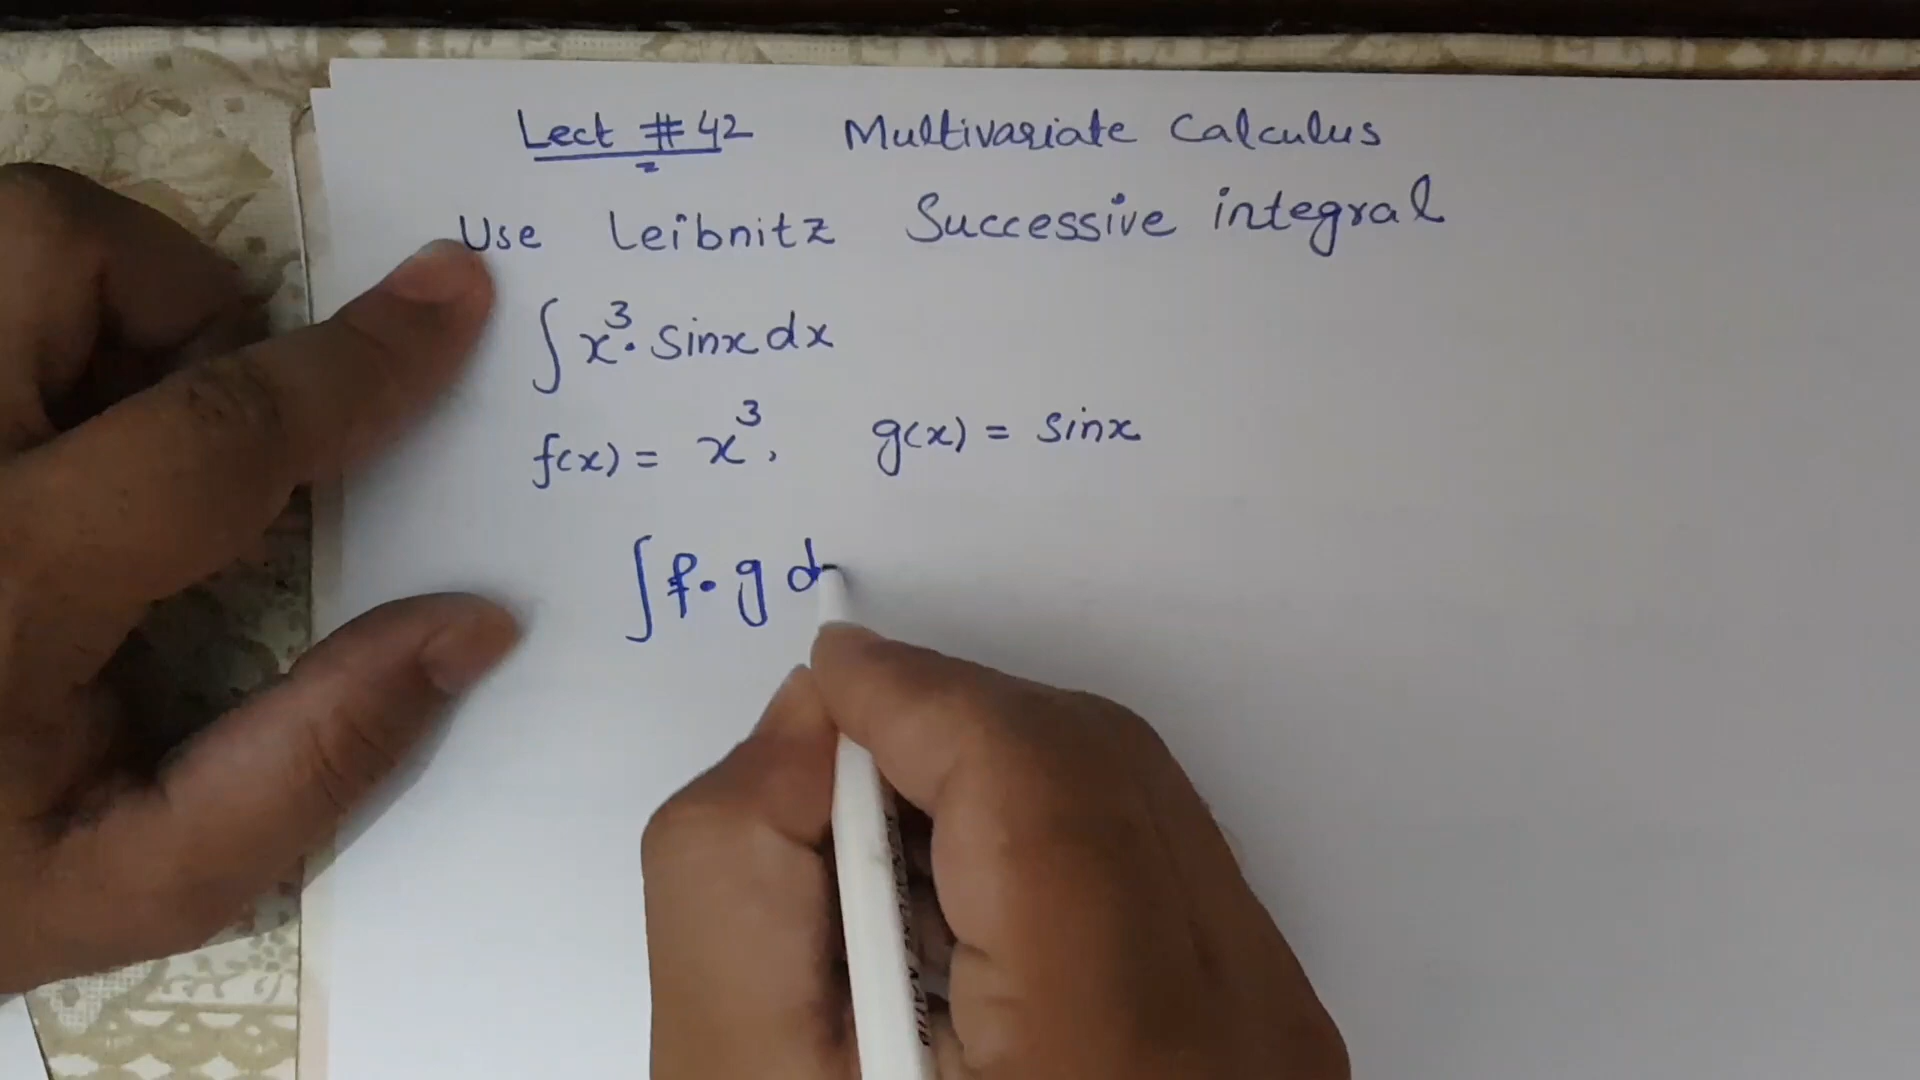 Lect # 42 Multivariate Calculus
Use Leibnitz Successive integral
∫ x³. sinx dx
f(x) = x³, g(x) = sinx
∫ f. g d